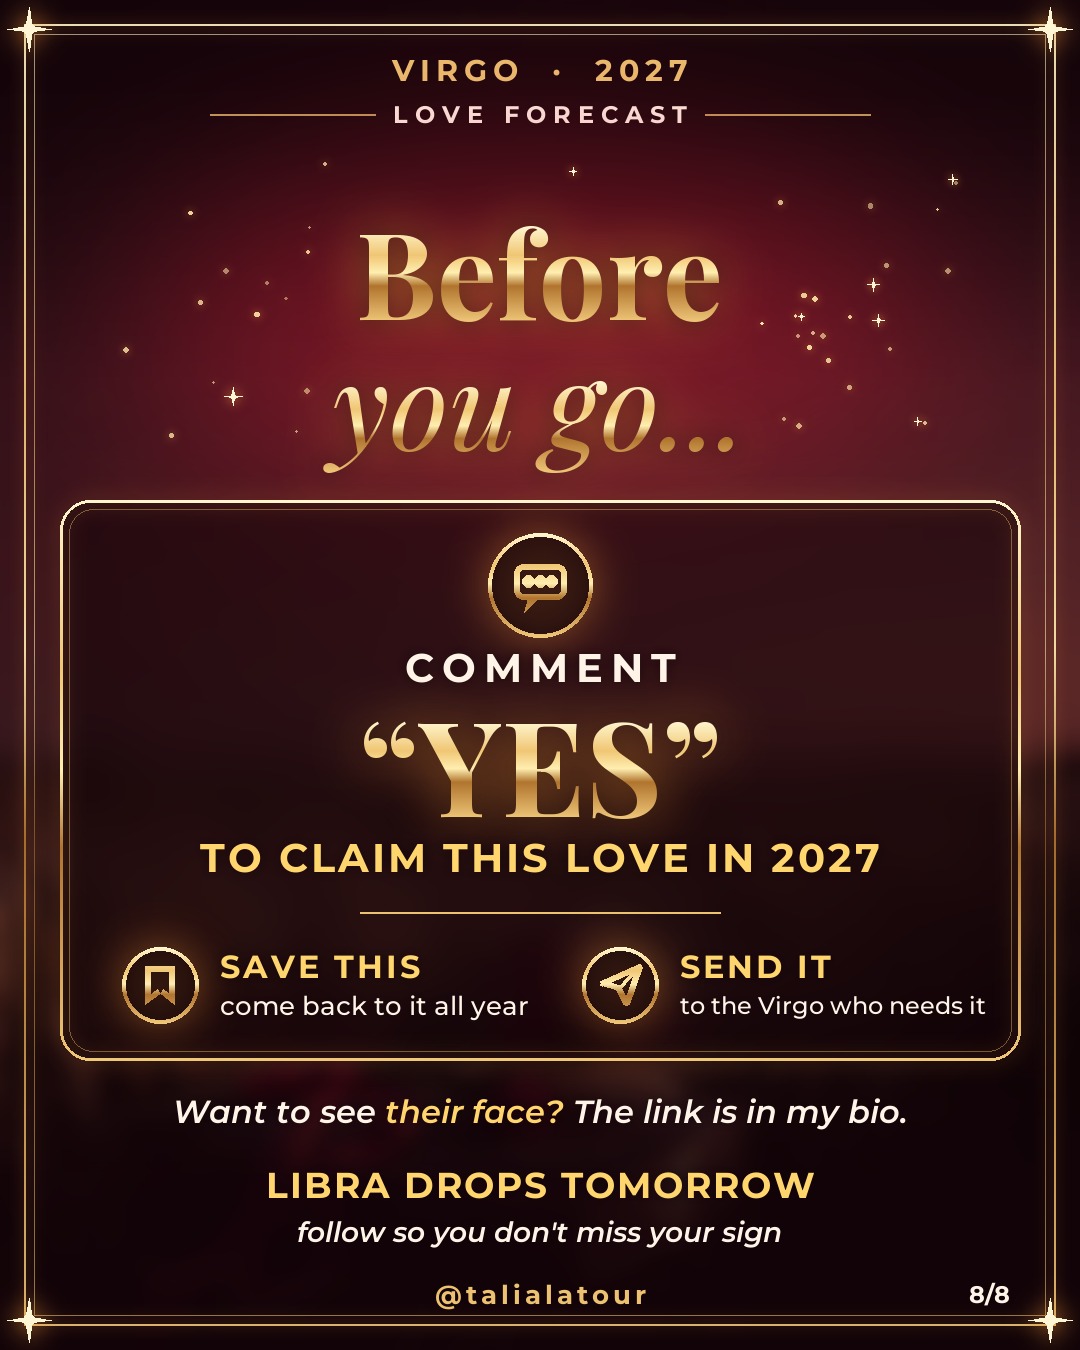 VIRGO · 2027
LOVE FORECAST
Before
you go...
COMMENT
“YES”
TO CLAIM THIS LOVE IN 2027
SAVE THIS
come back to it all year
SEND IT
to the Virgo who needs it
Want to see their face? The link is in my bio.
LIBRA DROPS TOMORROW
follow so you don't miss your sign
@talialatour
8/8